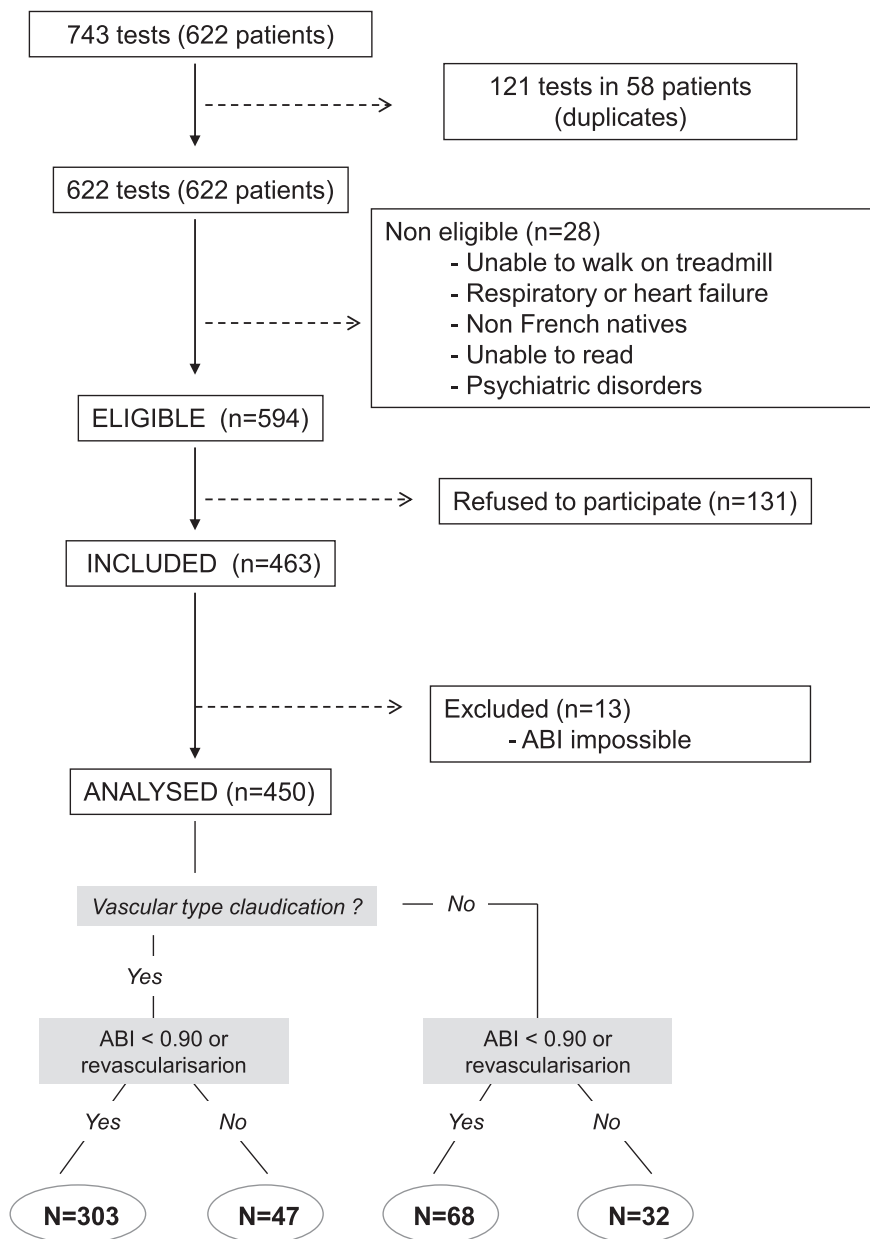 743 tests (622 patients)
121 tests in 58 patients
(duplicates)
622 tests (622 patients)
Non eligible (n=28)
- Unable to walk on treadmill
- Respiratory or heart failure
- Non French natives
- Unable to read
- Psychiatric disorders
ELIGIBLE (n=594)
Refused to participate (n=131)
INCLUDED (n=463)
Excluded (n=13)
- ABI impossible
ANALYSED (n=450)
Vascular type claudication ?
No
Yes
ABI < 0.90 or
revascularisarion
ABI < 0.90 or
revascularisarion
Yes
No
Yes
No
N=303
N=47
N=68
N=32